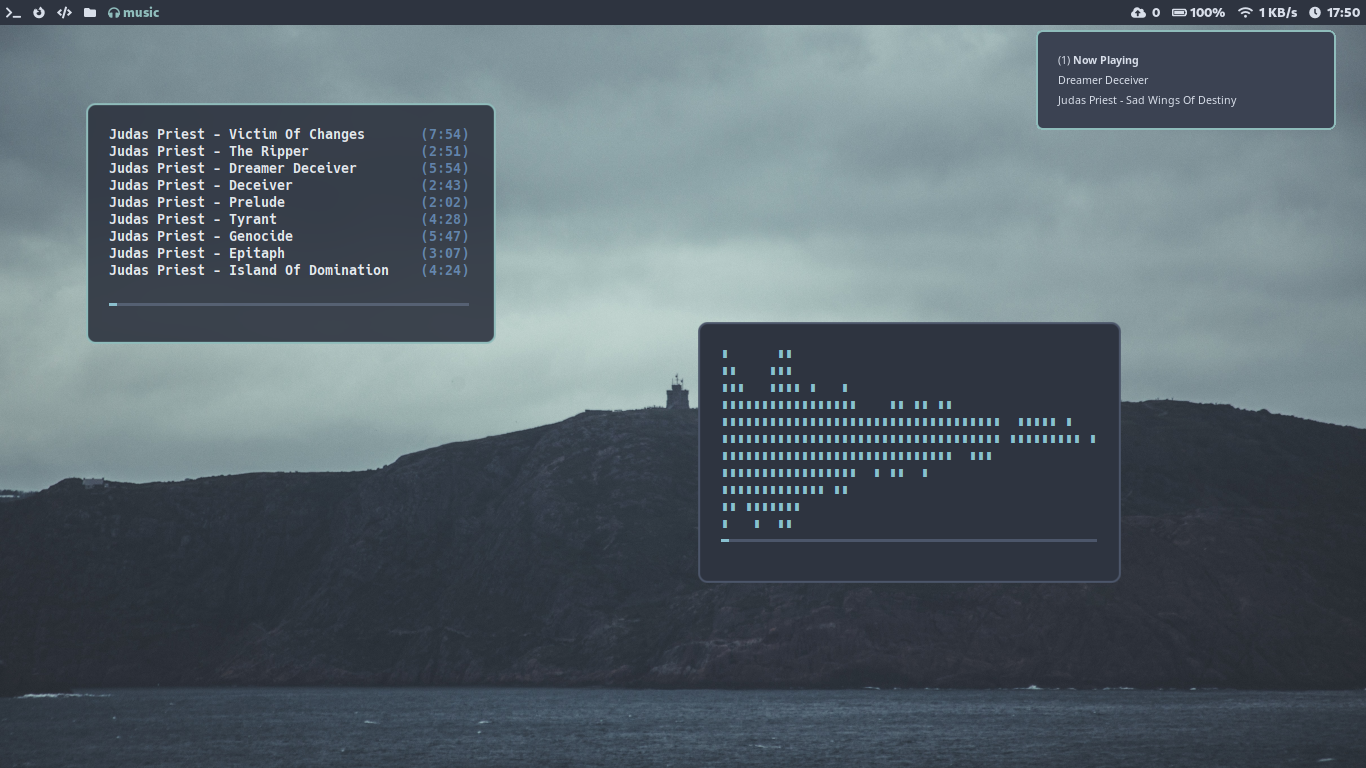 music
0
100%
1 KB/s
17:50
(1) Now Playing
Dreamer Deceiver
Judas Priest - Sad Wings Of Destiny
Judas Priest - Victim Of Changes (7:54)
Judas Priest - The Ripper (2:51)
Judas Priest - Dreamer Deceiver (5:54)
Judas Priest - Deceiver (2:43)
Judas Priest - Prelude (2:02)
Judas Priest - Tyrant (4:28)
Judas Priest - Genocide (5:47)
Judas Priest - Epitaph (3:07)
Judas Priest - Island Of Domination (4:24)